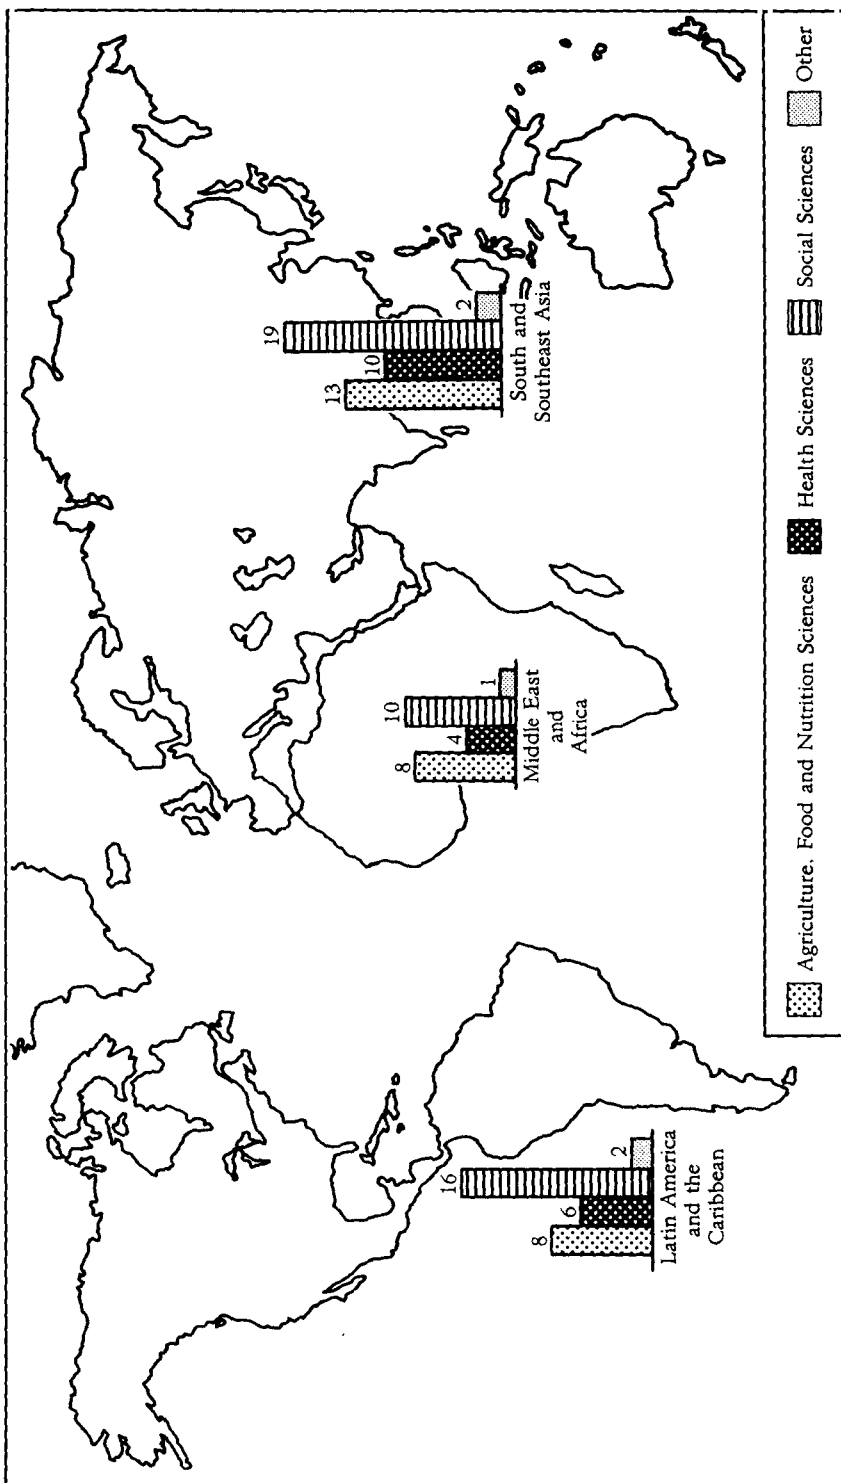 19
13
10
2
South and
Southeast Asia
10
8
4
1
Middle East
and
Africa
16
8
6
2
Latin America
and the
Caribbean
Agriculture. Food and Nutrition Sciences
Health Sciences
Social Sciences
Other